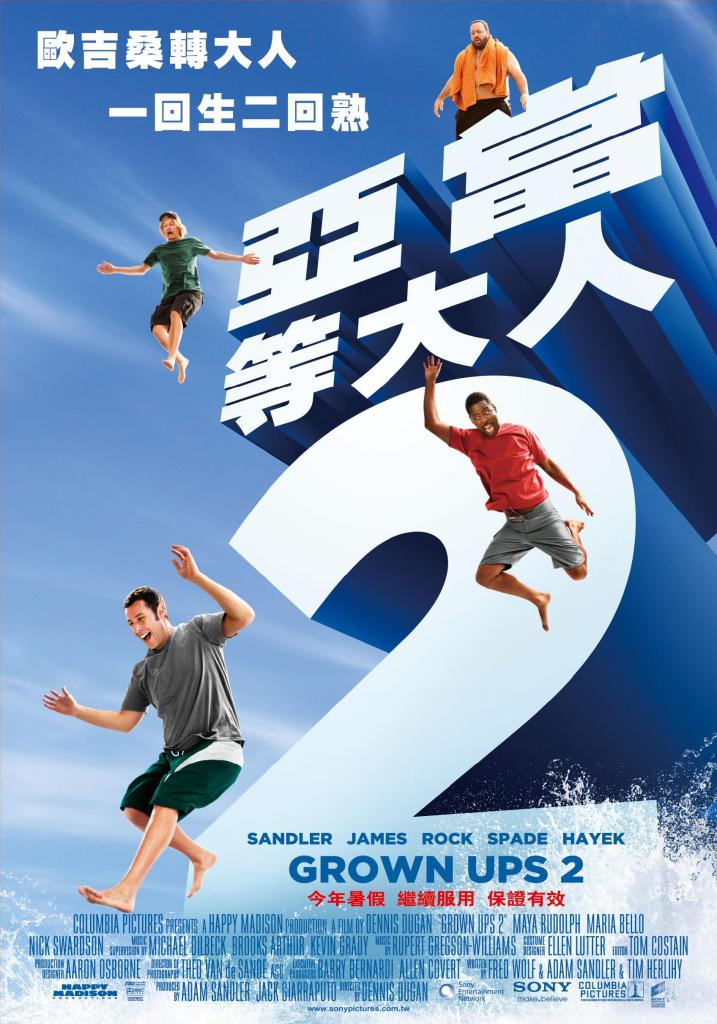 歐吉桑轉大人
一回生二回熟
亞當
等大人
2
SANDLER JAMES ROCK SPADE HAYEK
GROWN UPS 2
今年暑假 繼續服用 保證有效
COLUMBIA PICTURES PRESENTS A HAPPY MADISON PRODUCTION A FILM BY DENNIS DUGAN "GROWN UPS 2" MAYA RUDOLPH MARIA BELLO
NICK SWARDSON MUSIC SUPERVISION BY MICHAEL DILBECK, BROOKS ARTHUR, KEVIN GRADY MUSIC BY RUPERT GREGSON-WILLIAMS COSTUME DESIGNER ELLEN LUTTER EDITOR TOM COSTAIN
PRODUCTION DESIGNER AARON OSBORNE DIRECTOR OF PHOTOGRAPHY THEO VAN de SANDE, ASC EXECUTIVE PRODUCERS BARRY BERNARDI ALLEN COVERT WRITTEN BY FRED WOLF & ADAM SANDLER & TIM HERLIHY
PRODUCED BY ADAM SANDLER JACK GIARRAPUTO DIRECTED BY DENNIS DUGAN
HAPPY MADISON PRODUCTIONS Sony Entertainment Network SONY make.believe COLUMBIA PICTURES
www.sonypictures.com.tw